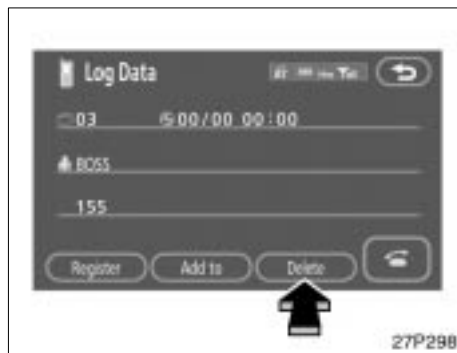 Log Data
03 00/00 00:00
BOSS
155
Register Add to Delete
27P298